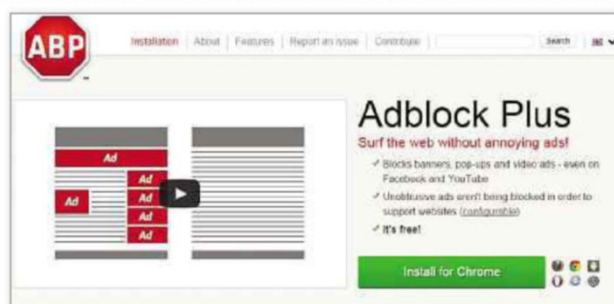 ABP
Installation | About | Features | Report an issue | Contribute
Search
Adblock Plus
Surf the web without annoying ads!
✓ Blocks banners, pop-ups and video ads - even on
Facebook and YouTube
✓ Unobtrusive ads aren't being blocked in order to
support websites (configurable)
✓ It's free!
Install for Chrome
Ad
Ad
Ad
Ad
Ad
Ad